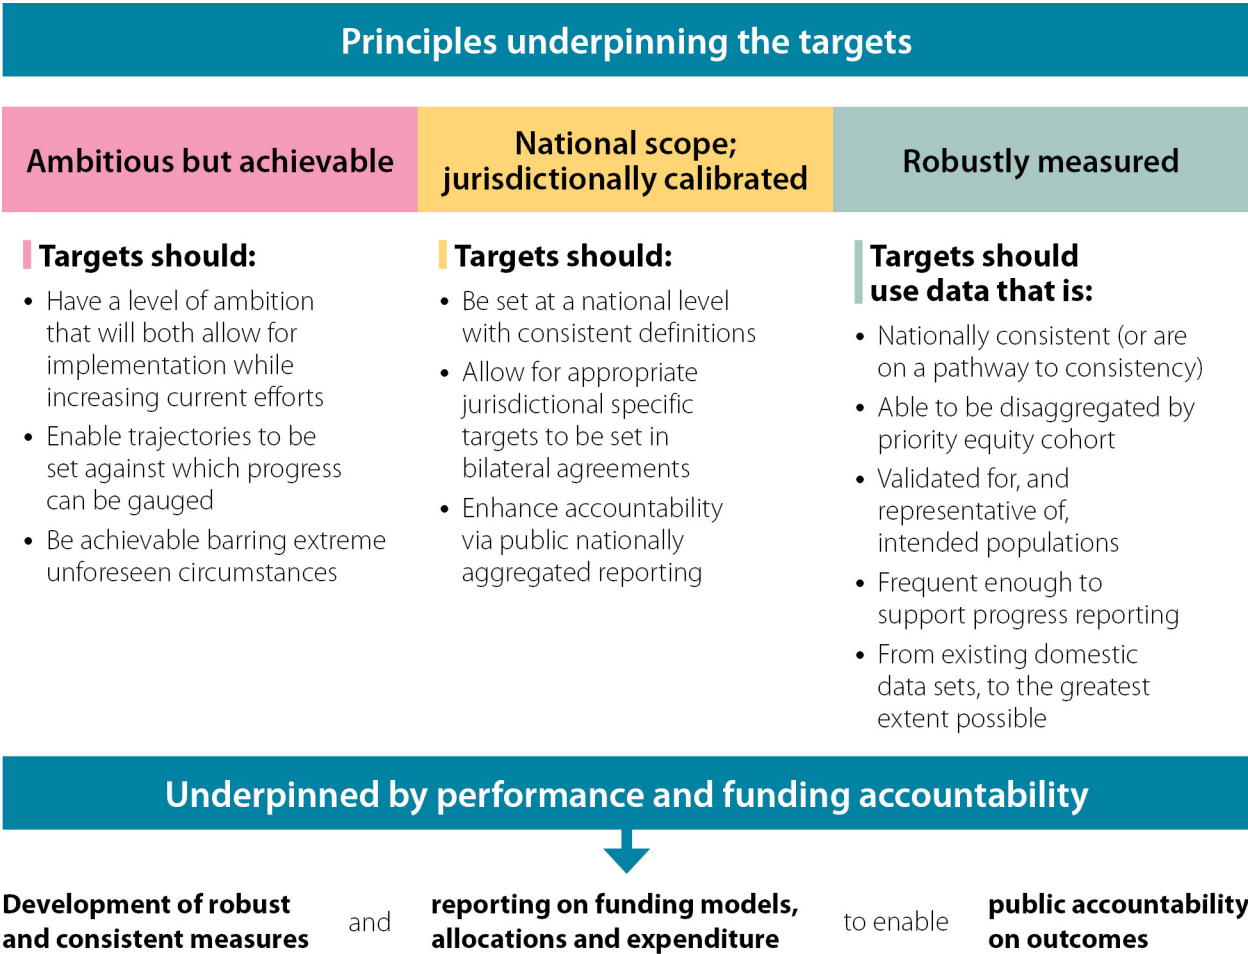 Principles underpinning the targets
Ambitious but achievable
National scope;
jurisdictionally calibrated
Robustly measured
Targets should:
• Have a level of ambition
that will both allow for
implementation while
increasing current efforts
• Enable trajectories to be
set against which progress
can be gauged
• Be achievable barring extreme
unforeseen circumstances
Targets should:
• Be set at a national level
with consistent definitions
• Allow for appropriate
jurisdictional specific
targets to be set in
bilateral agreements
• Enhance accountability
via public nationally
aggregated reporting
Targets should
use data that is:
• Nationally consistent (or are
on a pathway to consistency)
• Able to be disaggregated by
priority equity cohort
• Validated for, and
representative of,
intended populations
• Frequent enough to
support progress reporting
• From existing domestic
data sets, to the greatest
extent possible
Underpinned by performance and funding accountability
Development of robust
and consistent measures
and
reporting on funding models,
allocations and expenditure
to enable
public accountability
on outcomes